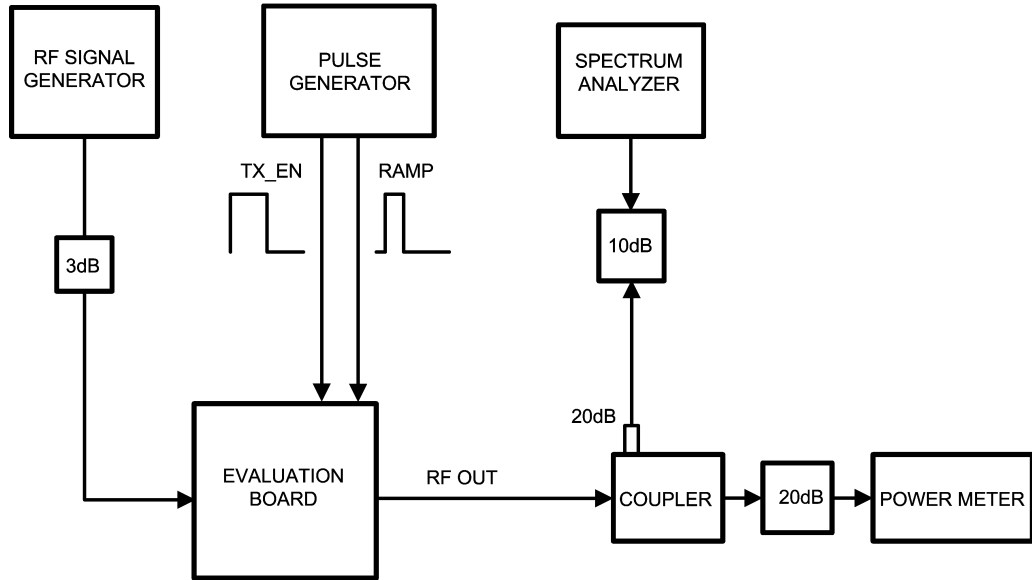 RF SIGNAL
GENERATOR
PULSE
GENERATOR
SPECTRUM
ANALYZER
TX_EN
RAMP
3dB
10dB
20dB
EVALUATION
BOARD
RF OUT
COUPLER
20dB
POWER METER